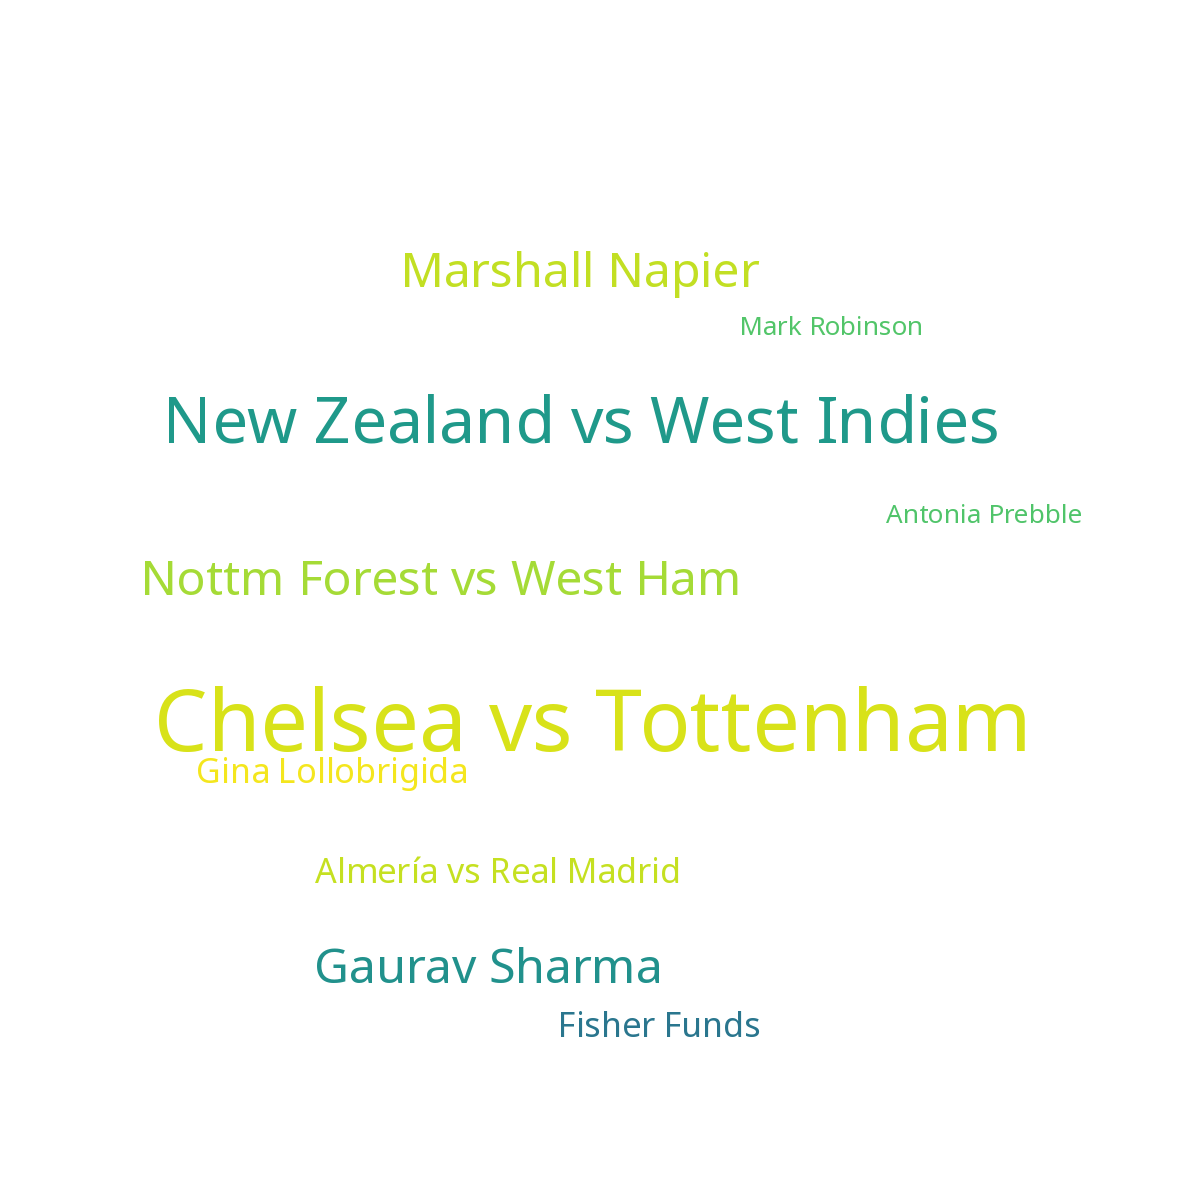 Marshall Napier
Mark Robinson
New Zealand vs West Indies
Antonia Prebble
Nottm Forest vs West Ham
Chelsea vs Tottenham
Gina Lollobrigida
Almería vs Real Madrid
Gaurav Sharma
Fisher Funds